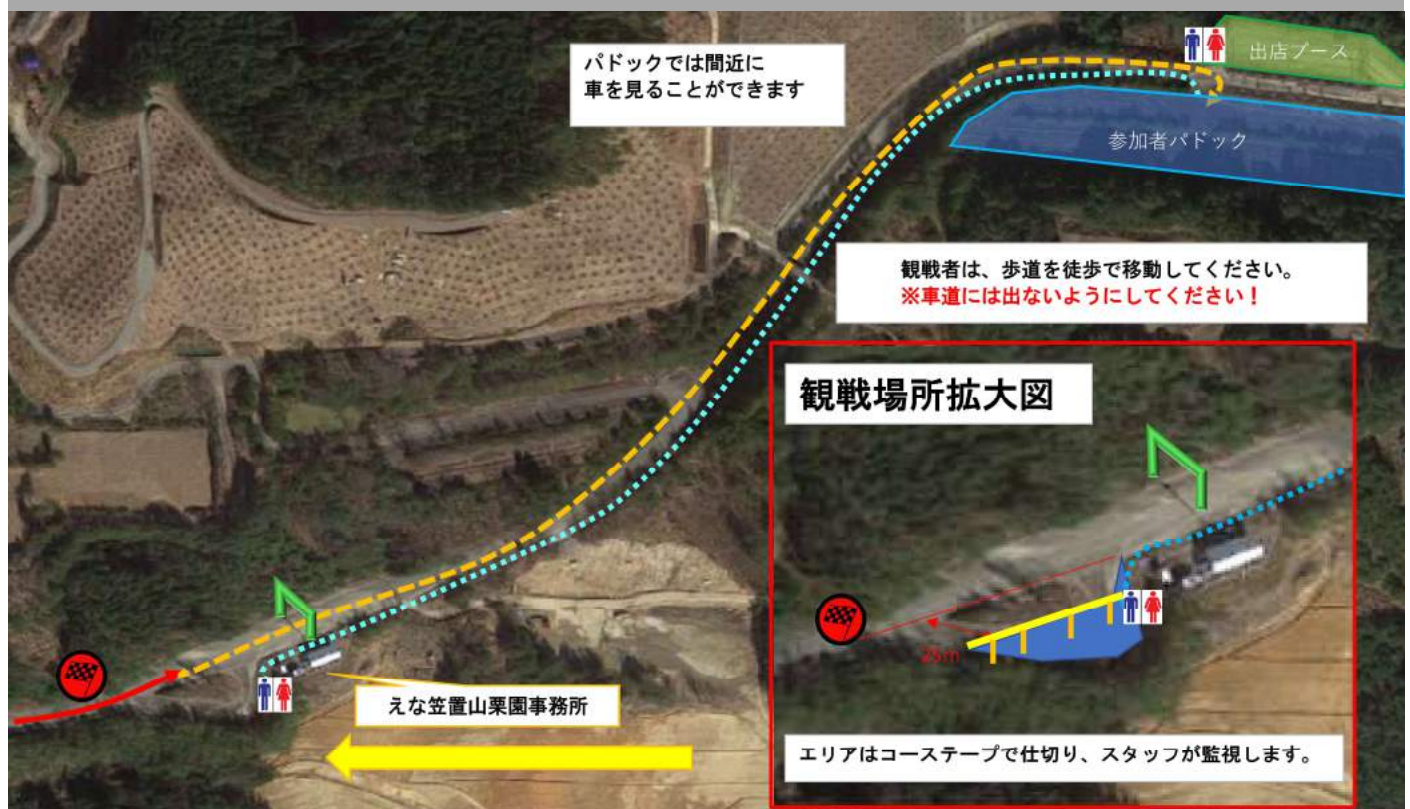 パドックでは間近に
車を見ることができます
出店ブース
参加者パドック
観戦者は、歩道を徒歩で移動してください。
※車道には出ないようにしてください！
観戦場所拡大図
25m
えな笠置山栗園事務所
エリアはコーステープで仕切り、スタッフが監視します。